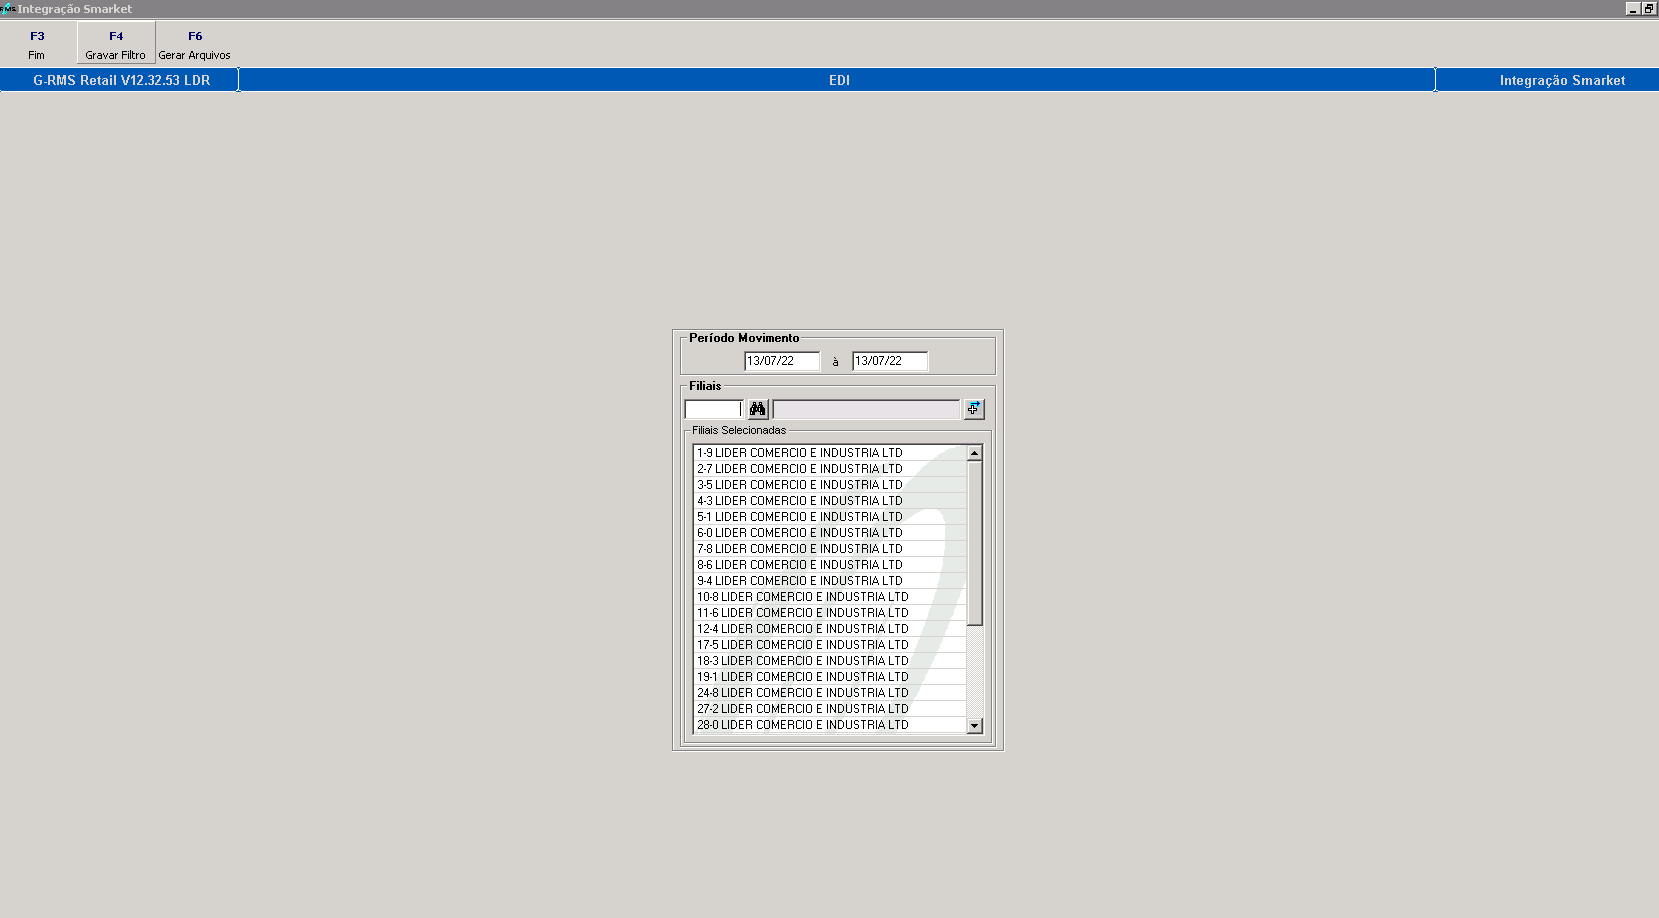 RMS Integração Smarket
F3 F4 F6
Fim Gravar Filtro Gerar Arquivos
G-RMS Retail V12.32.53 LDR EDI Integração Smarket
Período Movimento
13/07/22 à 13/07/22
Filiais
Filiais Selecionadas
1-9 LIDER COMERCIO E INDUSTRIA LTD
2-7 LIDER COMERCIO E INDUSTRIA LTD
3-5 LIDER COMERCIO E INDUSTRIA LTD
4-3 LIDER COMERCIO E INDUSTRIA LTD
5-1 LIDER COMERCIO E INDUSTRIA LTD
6-0 LIDER COMERCIO E INDUSTRIA LTD
7-8 LIDER COMERCIO E INDUSTRIA LTD
8-6 LIDER COMERCIO E INDUSTRIA LTD
9-4 LIDER COMERCIO E INDUSTRIA LTD
10-8 LIDER COMERCIO E INDUSTRIA LTD
11-6 LIDER COMERCIO E INDUSTRIA LTD
12-4 LIDER COMERCIO E INDUSTRIA LTD
17-5 LIDER COMERCIO E INDUSTRIA LTD
18-3 LIDER COMERCIO E INDUSTRIA LTD
19-1 LIDER COMERCIO E INDUSTRIA LTD
24-8 LIDER COMERCIO E INDUSTRIA LTD
27-2 LIDER COMERCIO E INDUSTRIA LTD
28-0 LIDER COMERCIO E INDUSTRIA LTD